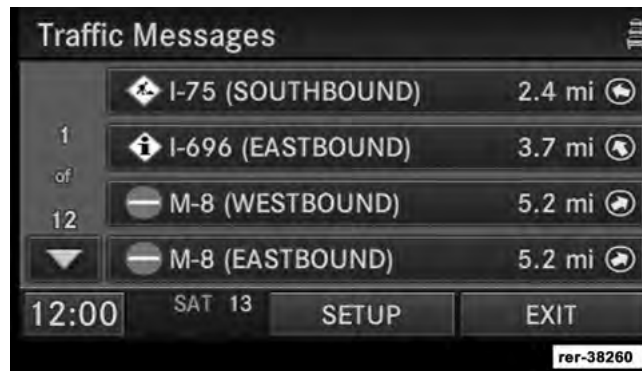 Traffic Messages
I-75 (SOUTHBOUND) 2.4 mi
1
of
12
I-696 (EASTBOUND) 3.7 mi
M-8 (WESTBOUND) 5.2 mi
M-8 (EASTBOUND) 5.2 mi
12:00 SAT 13 SETUP EXIT
rer-38260